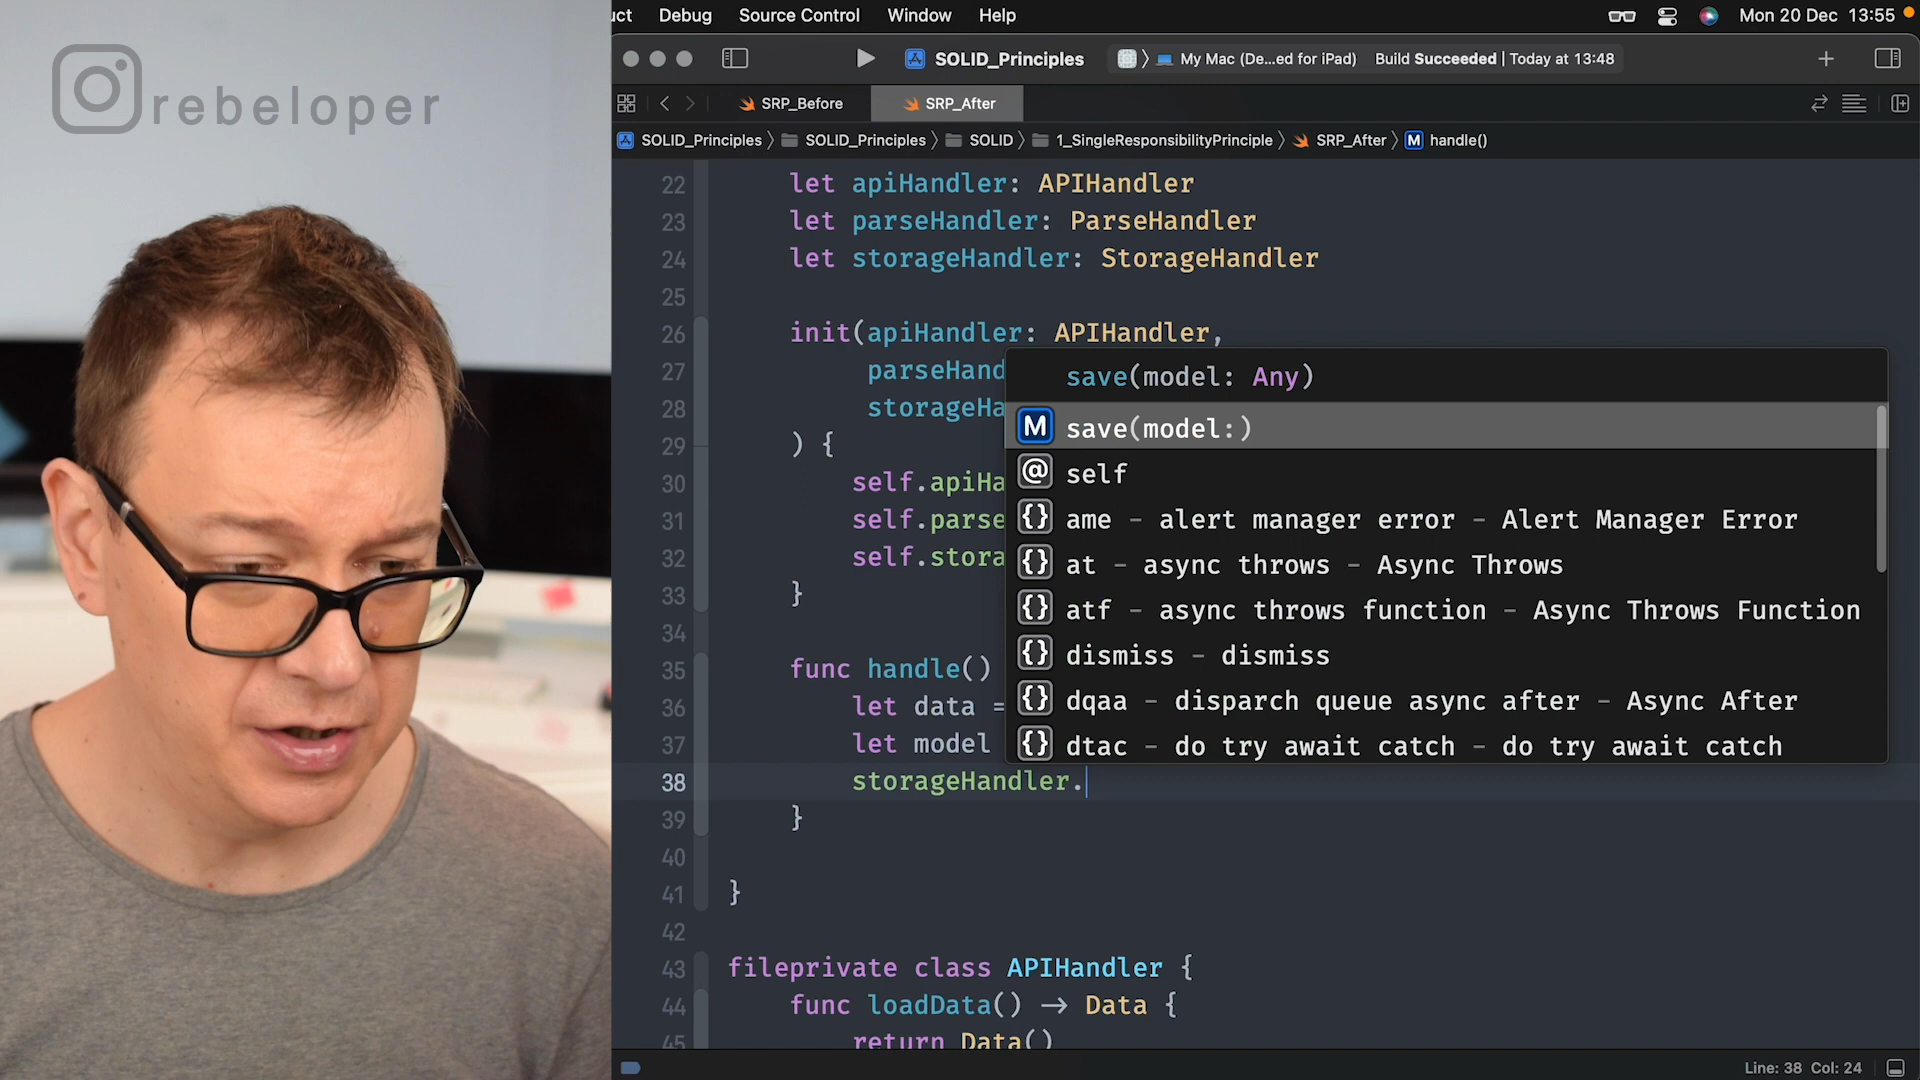 uct Debug Source Control Window Help Mon 20 Dec 13:55
rebeloper
SOLID_Principles My Mac (De...ed for iPad) Build Succeeded | Today at 13:48
SRP_Before SRP_After
SOLID_Principles 〉 SOLID_Principles 〉 SOLID 〉 1_SingleResponsibilityPrinciple 〉 SRP_After 〉 M handle()
22 let apiHandler: APIHandler
23 let parseHandler: ParseHandler
24 let storageHandler: StorageHandler
25
26 init(apiHandler: APIHandler,
27 parseHand
28 storageHa
29 ) {
30 self.apiHa
31 self.parse
32 self.stora
33 }
34
35 func handle()
36 let data =
37 let model
38 storageHandler.
39 }
40
41 }
42
43 fileprivate class APIHandler {
44 func loadData() → Data {
45 return Data()
save(model: Any)
M save(model:)
@ self
{} ame - alert manager error - Alert Manager Error
{} at - async throws - Async Throws
{} atf - async throws function - Async Throws Function
{} dismiss - dismiss
{} dqaa - disparch queue async after - Async After
{} dtac - do try await catch - do try await catch
Line: 38 Col: 24